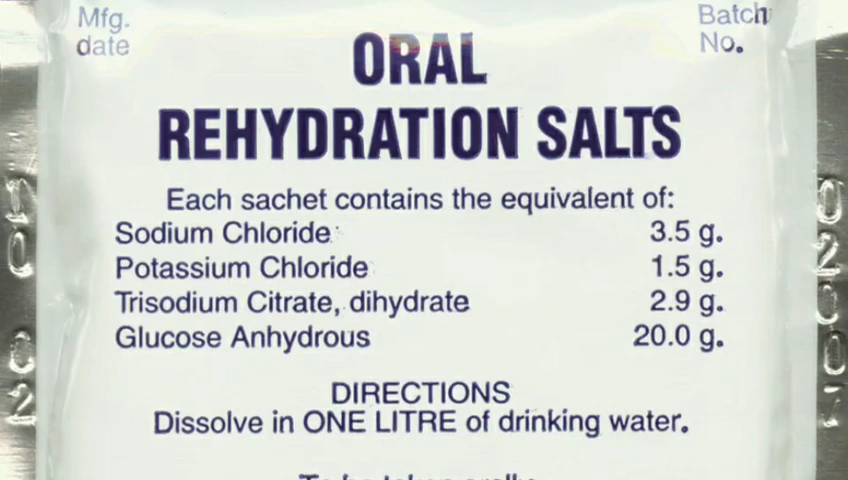 Mfg. date
Batch No.
ORAL
REHYDRATION SALTS
Each sachet contains the equivalent of:
Sodium Chloride 3.5 g.
Potassium Chloride 1.5 g.
Trisodium Citrate, dihydrate 2.9 g.
Glucose Anhydrous 20.0 g.
DIRECTIONS
Dissolve in ONE LITRE of drinking water.